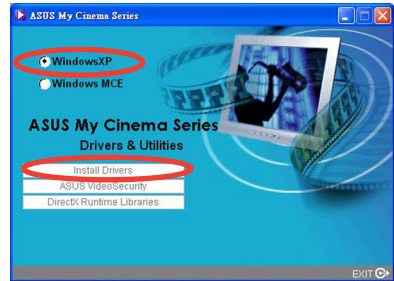 ASUS My Cinema Series
WindowsXP
Windows MCE
ASUS My Cinema Series
Drivers & Utilities
Install Drivers
ASUS VideoSecurity
DirectX Runtime Libraries
EXIT